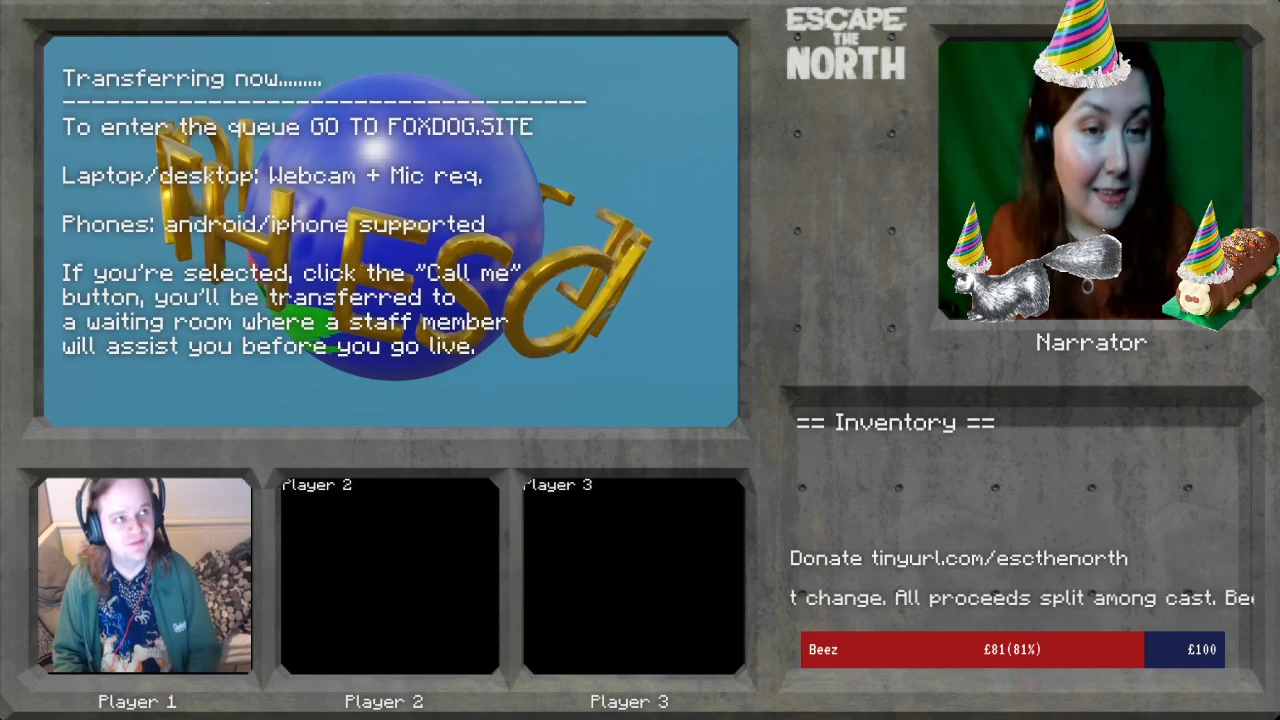 Transferring now........
------------------------------------
To enter the queue GO TO FOXDOG.SITE
Laptop/desktop: Webcam + Mic req.
Phones: android/iphone supported
If you're selected, click the "Call me"
button, you'll be transferred to
a waiting room where a staff member
will assist you before you go live.
ESCAPE
THE
NORTH
Narrator
== Inventory ==
Donate tinyurl.com/escthenorth
t change. All proceeds split among cast. Bee
Beez £81(81%) £100
Player 2
Player 3
Player 1
Player 2
Player 3